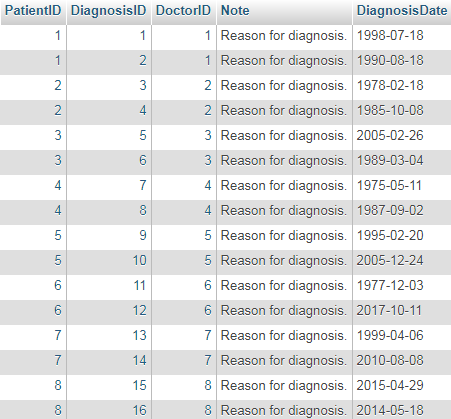 PatientID DiagnosisID DoctorID Note DiagnosisDate
1 1 1 Reason for diagnosis. 1998-07-18
1 2 1 Reason for diagnosis. 1990-08-18
2 3 2 Reason for diagnosis. 1978-02-18
2 4 2 Reason for diagnosis. 1985-10-08
3 5 3 Reason for diagnosis. 2005-02-26
3 6 3 Reason for diagnosis. 1989-03-04
4 7 4 Reason for diagnosis. 1975-05-11
4 8 4 Reason for diagnosis. 1987-09-02
5 9 5 Reason for diagnosis. 1995-02-20
5 10 5 Reason for diagnosis. 2005-12-24
6 11 6 Reason for diagnosis. 1977-12-03
6 12 6 Reason for diagnosis. 2017-10-11
7 13 7 Reason for diagnosis. 1999-04-06
7 14 7 Reason for diagnosis. 2010-08-08
8 15 8 Reason for diagnosis. 2015-04-29
8 16 8 Reason for diagnosis. 2014-05-18